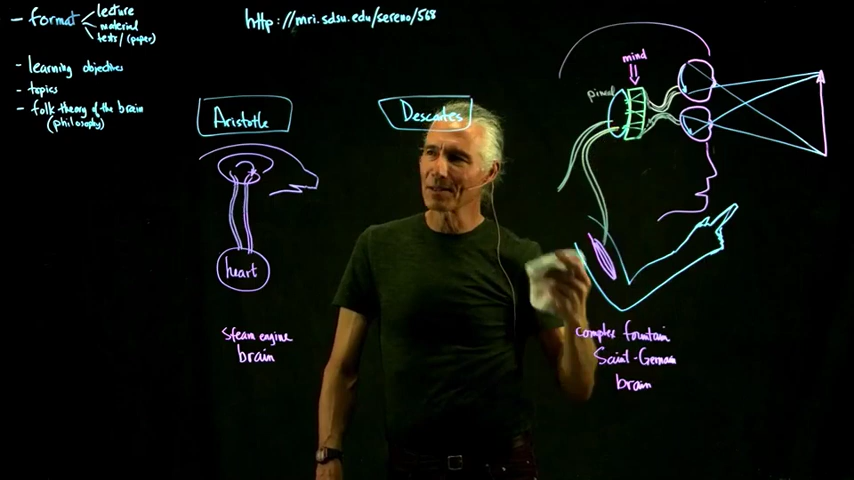 - format
lecture
material
tests/(paper)
- learning objectives
- topics
- folk theory of the brain
(philosophy)
http://mri.sdsu.edu/sereno/568
Aristotle
heart
steam engine
brain
Descartes
mind
pineal
complex fountain
Saint-Germain
brain